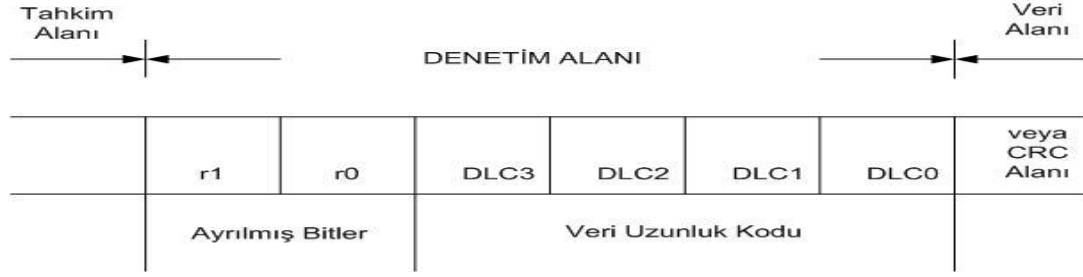 Tahkim
Alanı
DENETİM ALANI
Veri
Alanı
r1
r0
DLC3
DLC2
DLC1
DLC0
veya
CRC
Alanı
Ayrılmış Bitler
Veri Uzunluk Kodu